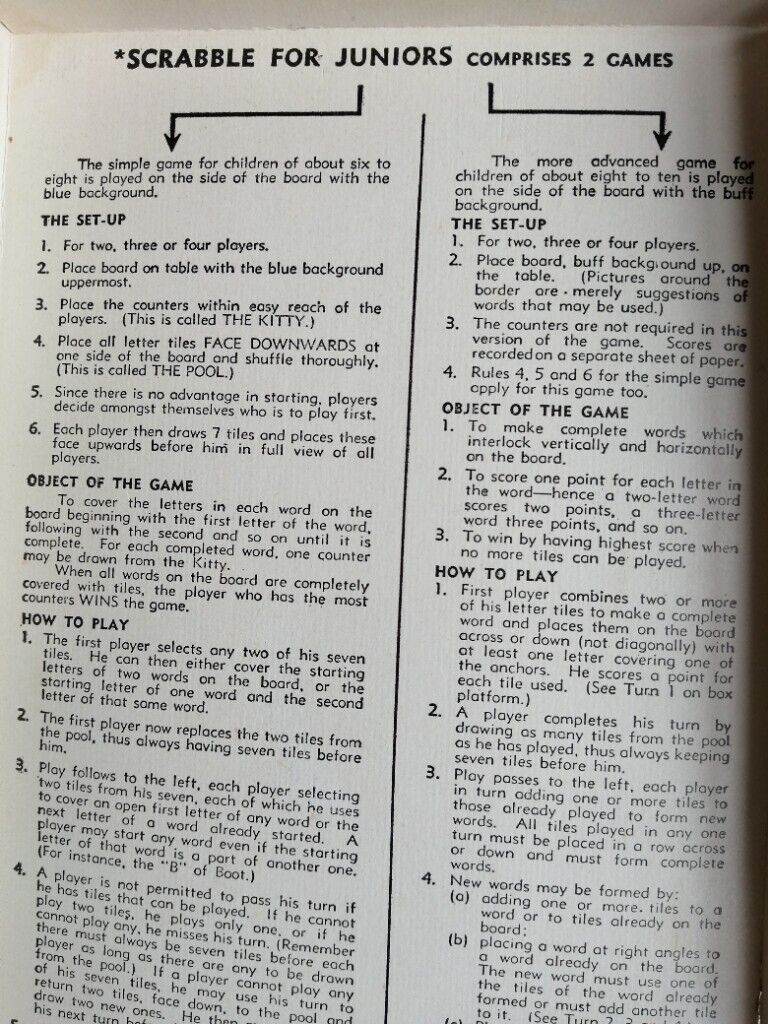 *SCRABBLE FOR JUNIORS COMPRISES 2 GAMES
The simple game for children of about six to
eight is played on the side of the board with the
blue background.
THE SET-UP
1. For two, three or four players.
2. Place board on table with the blue background
uppermost.
3. Place the counters within easy reach of the
players. (This is called THE KITTY.)
4. Place all letter tiles FACE DOWNWARDS at
one side of the board and shuffle thoroughly.
(This is called THE POOL.)
5. Since there is no advantage in starting, players
decide amongst themselves who is to play first.
6. Each player then draws 7 tiles and places these
face upwards before him in full view of all
players.
OBJECT OF THE GAME
To cover the letters in each word on the
board beginning with the first letter of the word,
following with the second and so on until it is
complete. For each completed word, one counter
may be drawn from the Kitty.
When all words on the board are completely
covered with tiles, the player who has the most
counters WINS the game.
HOW TO PLAY
1. The first player selects any two of his seven
tiles. He can then either cover the starting
letters of two words on the board, or the
starting letter of one word and the second
letter of that same word.
2. The first player now replaces the two tiles from
the pool, thus always having seven tiles before
him.
3. Play follows to the left, each player selecting
two tiles from his seven, each of which he uses
to cover an open first letter of any word or the
next letter of a word already started. A
player may start any word even if the starting
letter of that word is a part of another one.
(For instance, the "B" of Boot.)
4. A player is not permitted to pass his turn if
he has tiles that can be played. If he cannot
play two tiles, he plays only one, or if he
cannot play any, he misses his turn. (Remember
there must always be seven tiles before each
player as long as there are any to be drawn
from the pool.) If a player cannot play any
of his seven tiles, he may use his turn to
return two tiles, face down, to the pool and
draw two new ones. He then
his next turn
The more advanced game for
children of about eight to ten is played
on the side of the board with the buff
background.
THE SET-UP
1. For two, three or four players.
2. Place board, buff background up, on
the table. (Pictures around the
border are merely suggestions of
words that may be used.)
3. The counters are not required in this
version of the game. Scores are
recorded on a separate sheet of paper.
4. Rules 4, 5 and 6 for the simple game
apply for this game too.
OBJECT OF THE GAME
1. To make complete words which
interlock vertically and horizontally
on the board.
2. To score one point for each letter in
the word—hence a two-letter word
scores two points, a three-letter
word three points, and so on.
3. To win by having highest score when
no more tiles can be played.
HOW TO PLAY
1. First player combines two or more
of his letter tiles to make a complete
word and places them on the board
across or down (not diagonally) with
at least one letter covering one of
the anchors. He scores a point for
each tile used. (See Turn 1 on box
platform.)
2. A player completes his turn by
drawing as many tiles from the pool
as he has played, thus always keeping
seven tiles before him.
3. Play passes to the left, each player
in turn adding one or more tiles to
those already played to form new
words. All tiles played in any one
turn must be placed in a row across
or down and must form complete
words.
4. New words may be formed by:
(a) adding one or more tiles to a
word or to tiles already on the
board;
(b) placing a word at right angles to
a word already on the board.
The new word must use one of
the tiles of the word already
formed or must add another tile
to it. (See Turn 2,